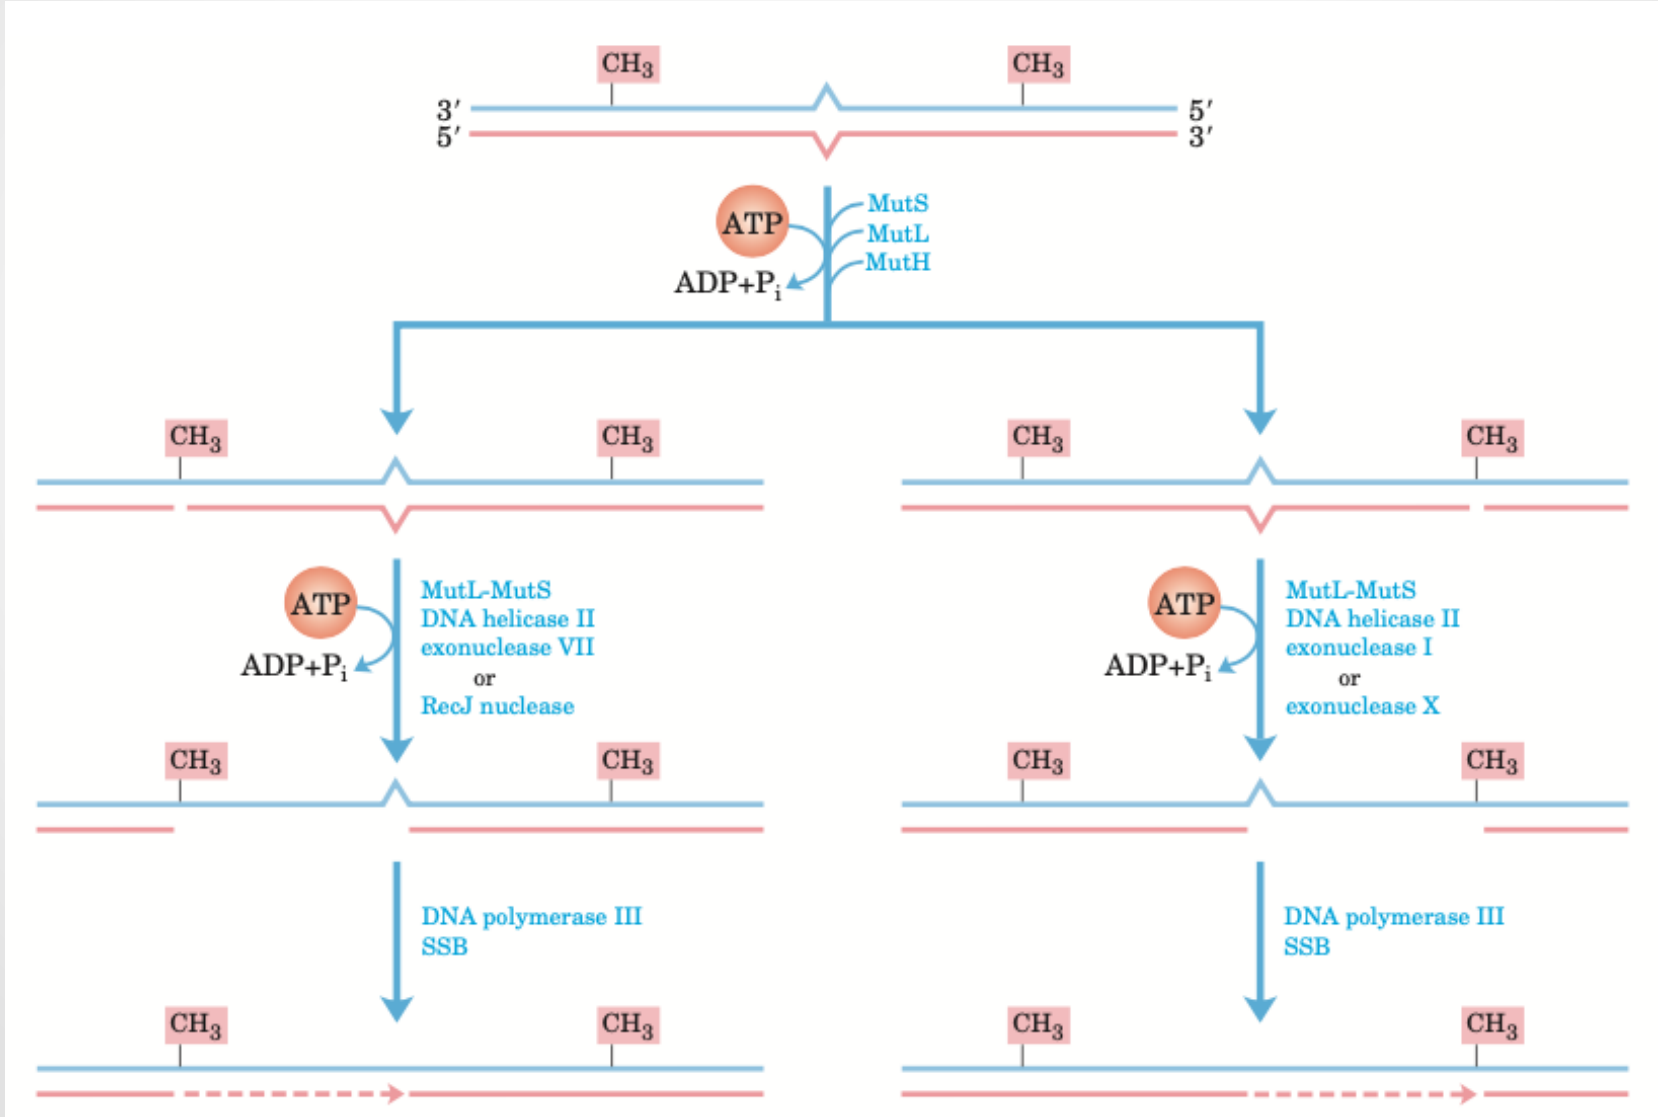 CH3 CH3
3′ 5′
5′ 3′
ATP
MutS
MutL
MutH
ADP+Pi
CH3 CH3
CH3 CH3
ATP
ADP+Pi
MutL-MutS
DNA helicase II
exonuclease VII
or
RecJ nuclease
ATP
ADP+Pi
MutL-MutS
DNA helicase II
exonuclease I
or
exonuclease X
CH3 CH3
CH3 CH3
DNA polymerase III
SSB
DNA polymerase III
SSB
CH3 CH3
CH3 CH3